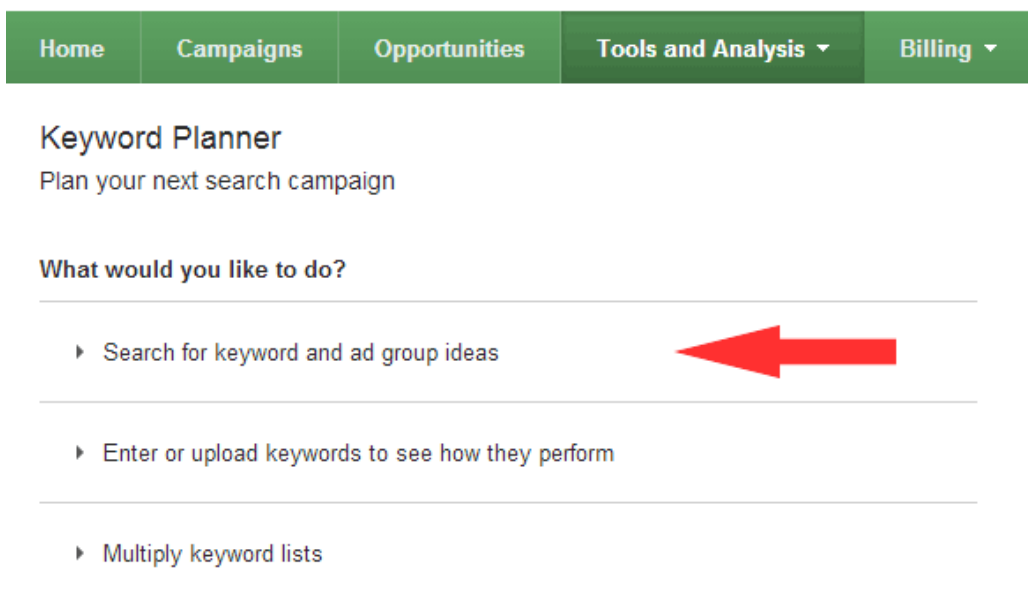 Home Campaigns Opportunities Tools and Analysis Billing
Keyword Planner
Plan your next search campaign
What would you like to do?
Search for keyword and ad group ideas
Enter or upload keywords to see how they perform
Multiply keyword lists